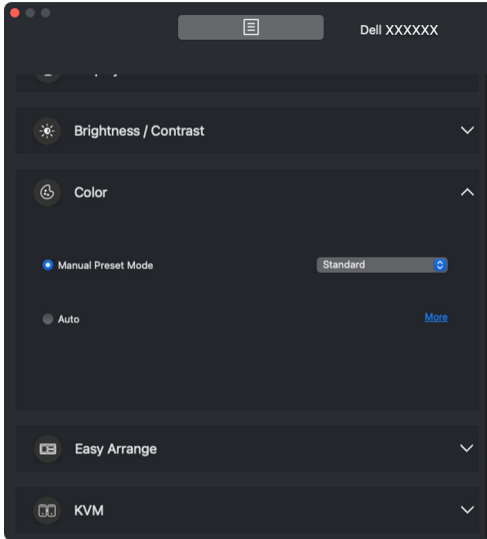 Dell XXXXXX
Brightness / Contrast
Color
Manual Preset Mode
Standard
Auto
More
Easy Arrange
KVM